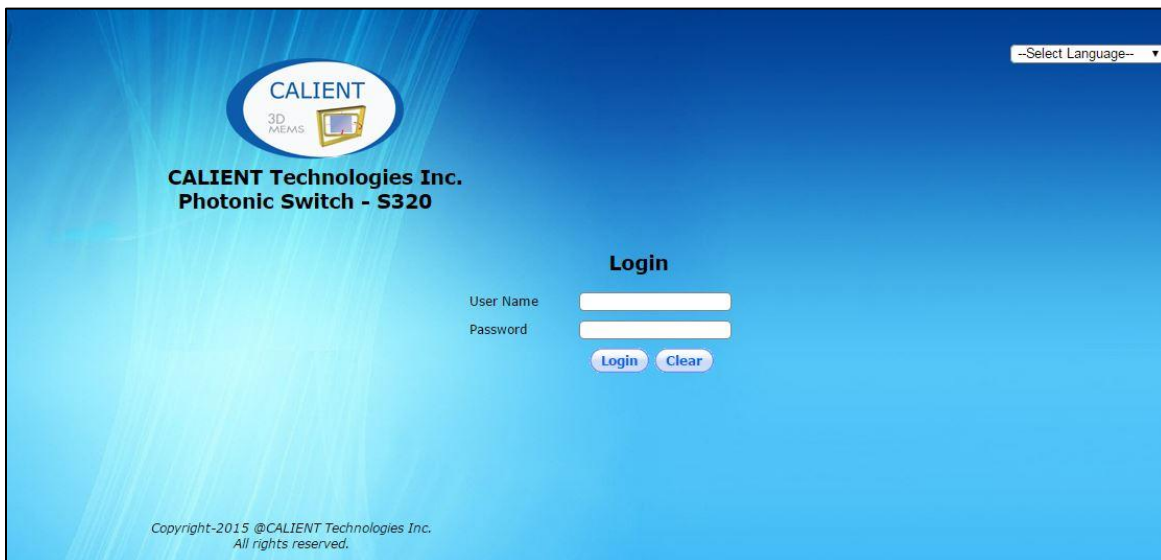 --Select Language--
CALIENT
3D
MEMS
CALIENT Technologies Inc.
Photonic Switch - S320
Login
User Name
Password
Login Clear
Copyright-2015 @CALIENT Technologies Inc.
All rights reserved.